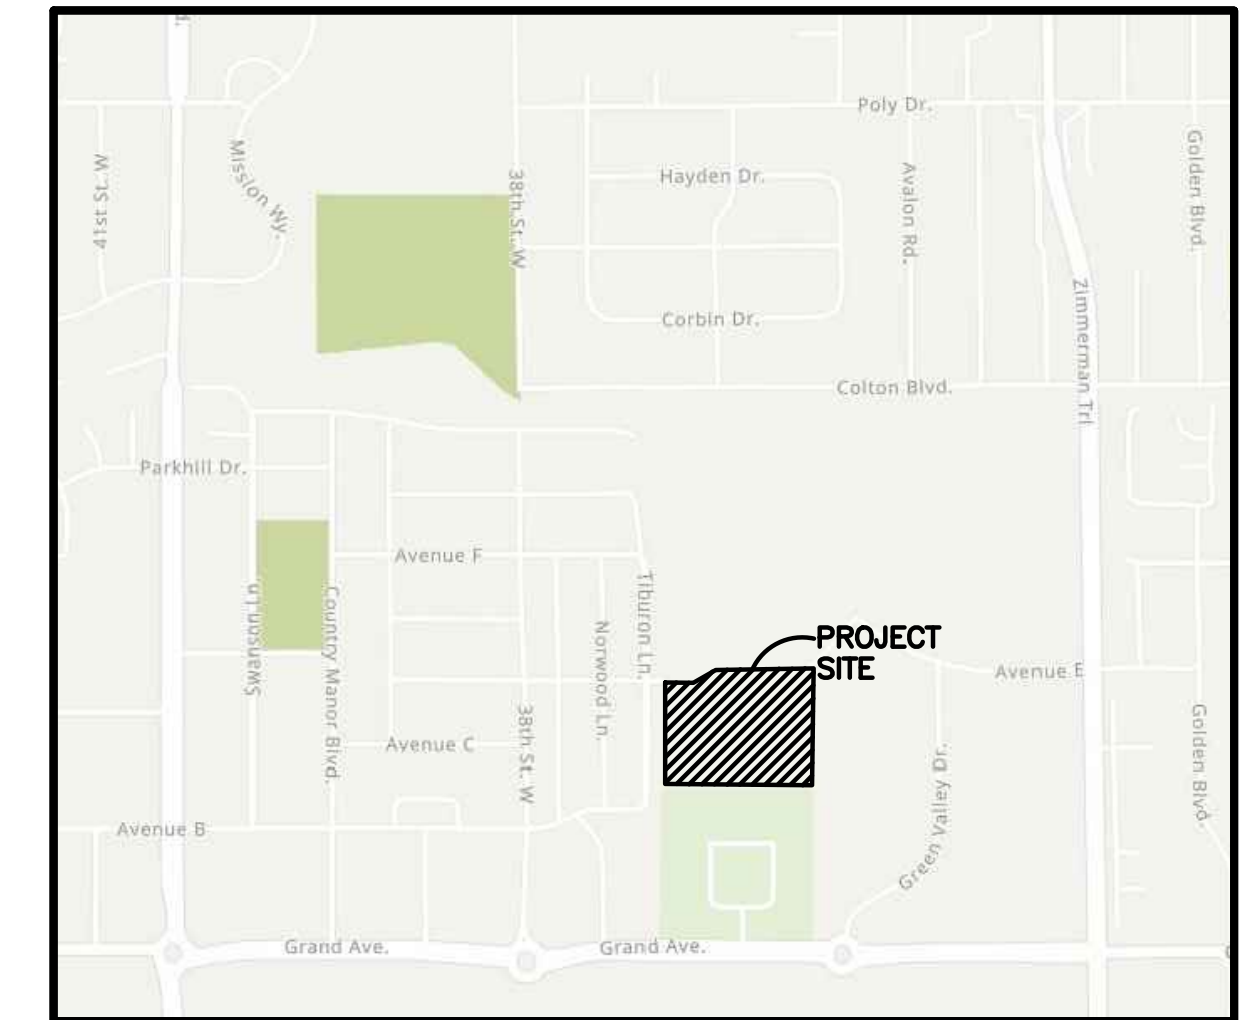 Poly Dr.
Hayden Dr.
41st St. W
Mission Wy.
38th St. W
Avalon Rd.
Golden Blvd.
Corbin Dr.
Zimmerman Trl
Colton Blvd.
Parkhill Dr.
Avenue F
Swanson Ln.
Country Manor Blvd.
Norwood Ln.
Tiburon Ln.
PROJECT
SITE
Avenue E
38th St. W
Avenue C
Green Valley Dr.
Golden Blvd.
Avenue B
Grand Ave.
Grand Ave.